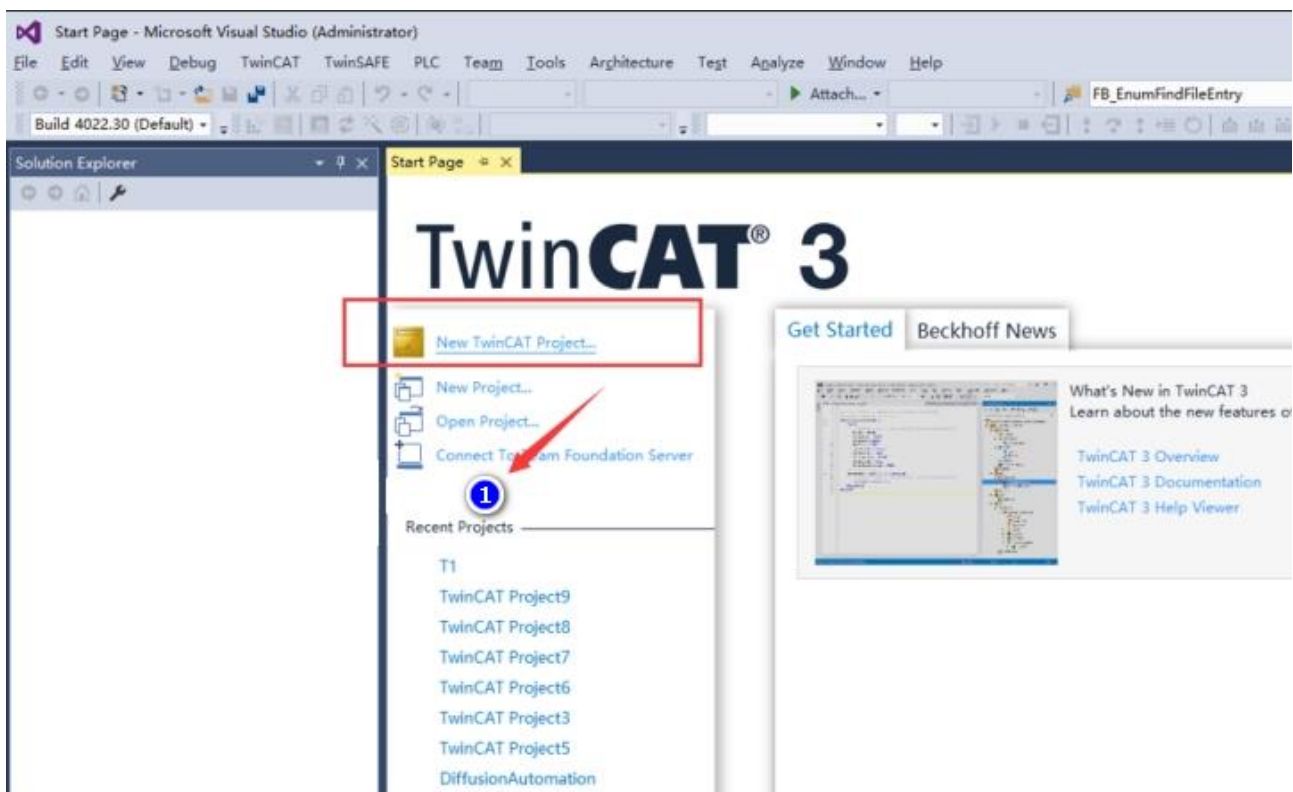 Start Page - Microsoft Visual Studio (Administrator)
File Edit View Debug TwinCAT TwinSAFE PLC Team Tools Architecture Test Analyze Window Help
Attach... FB_EnumFindFileEntry
Build 4022.30 (Default)
Solution Explorer
Start Page
TwinCAT® 3
New TwinCAT Project...
New Project...
Open Project...
Connect To Team Foundation Server
1
Recent Projects
T1
TwinCAT Project9
TwinCAT Project8
TwinCAT Project7
TwinCAT Project6
TwinCAT Project3
TwinCAT Project5
DiffusionAutomation
Get Started Beckhoff News
What's New in TwinCAT 3
Learn about the new features of
TwinCAT 3 Overview
TwinCAT 3 Documentation
TwinCAT 3 Help Viewer